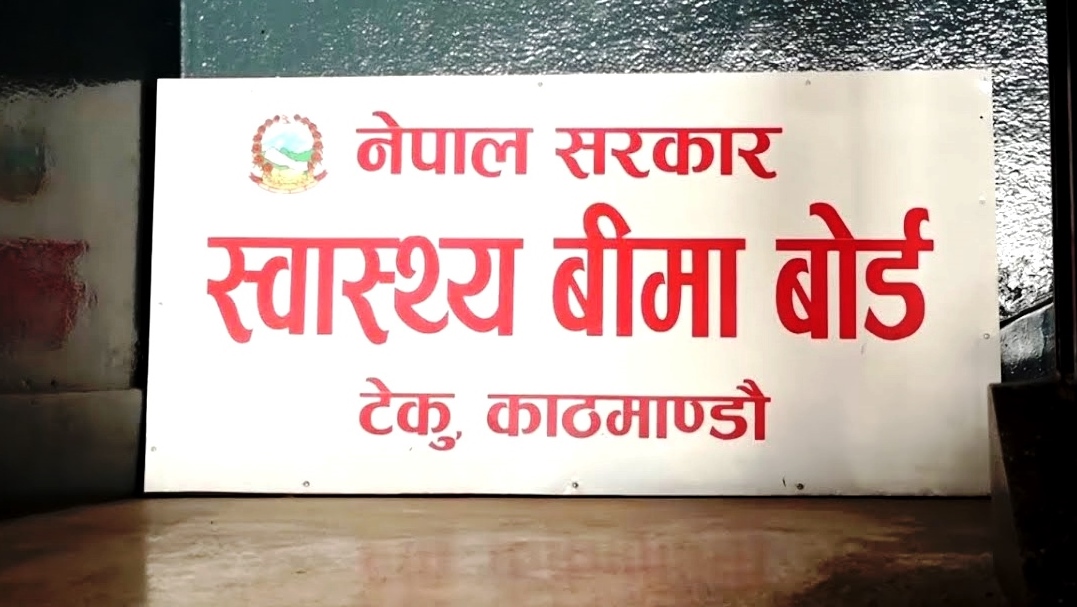 नेपाल सरकार
स्वास्थ्य बीमा बोर्ड
टेकु, काठमाण्डौ